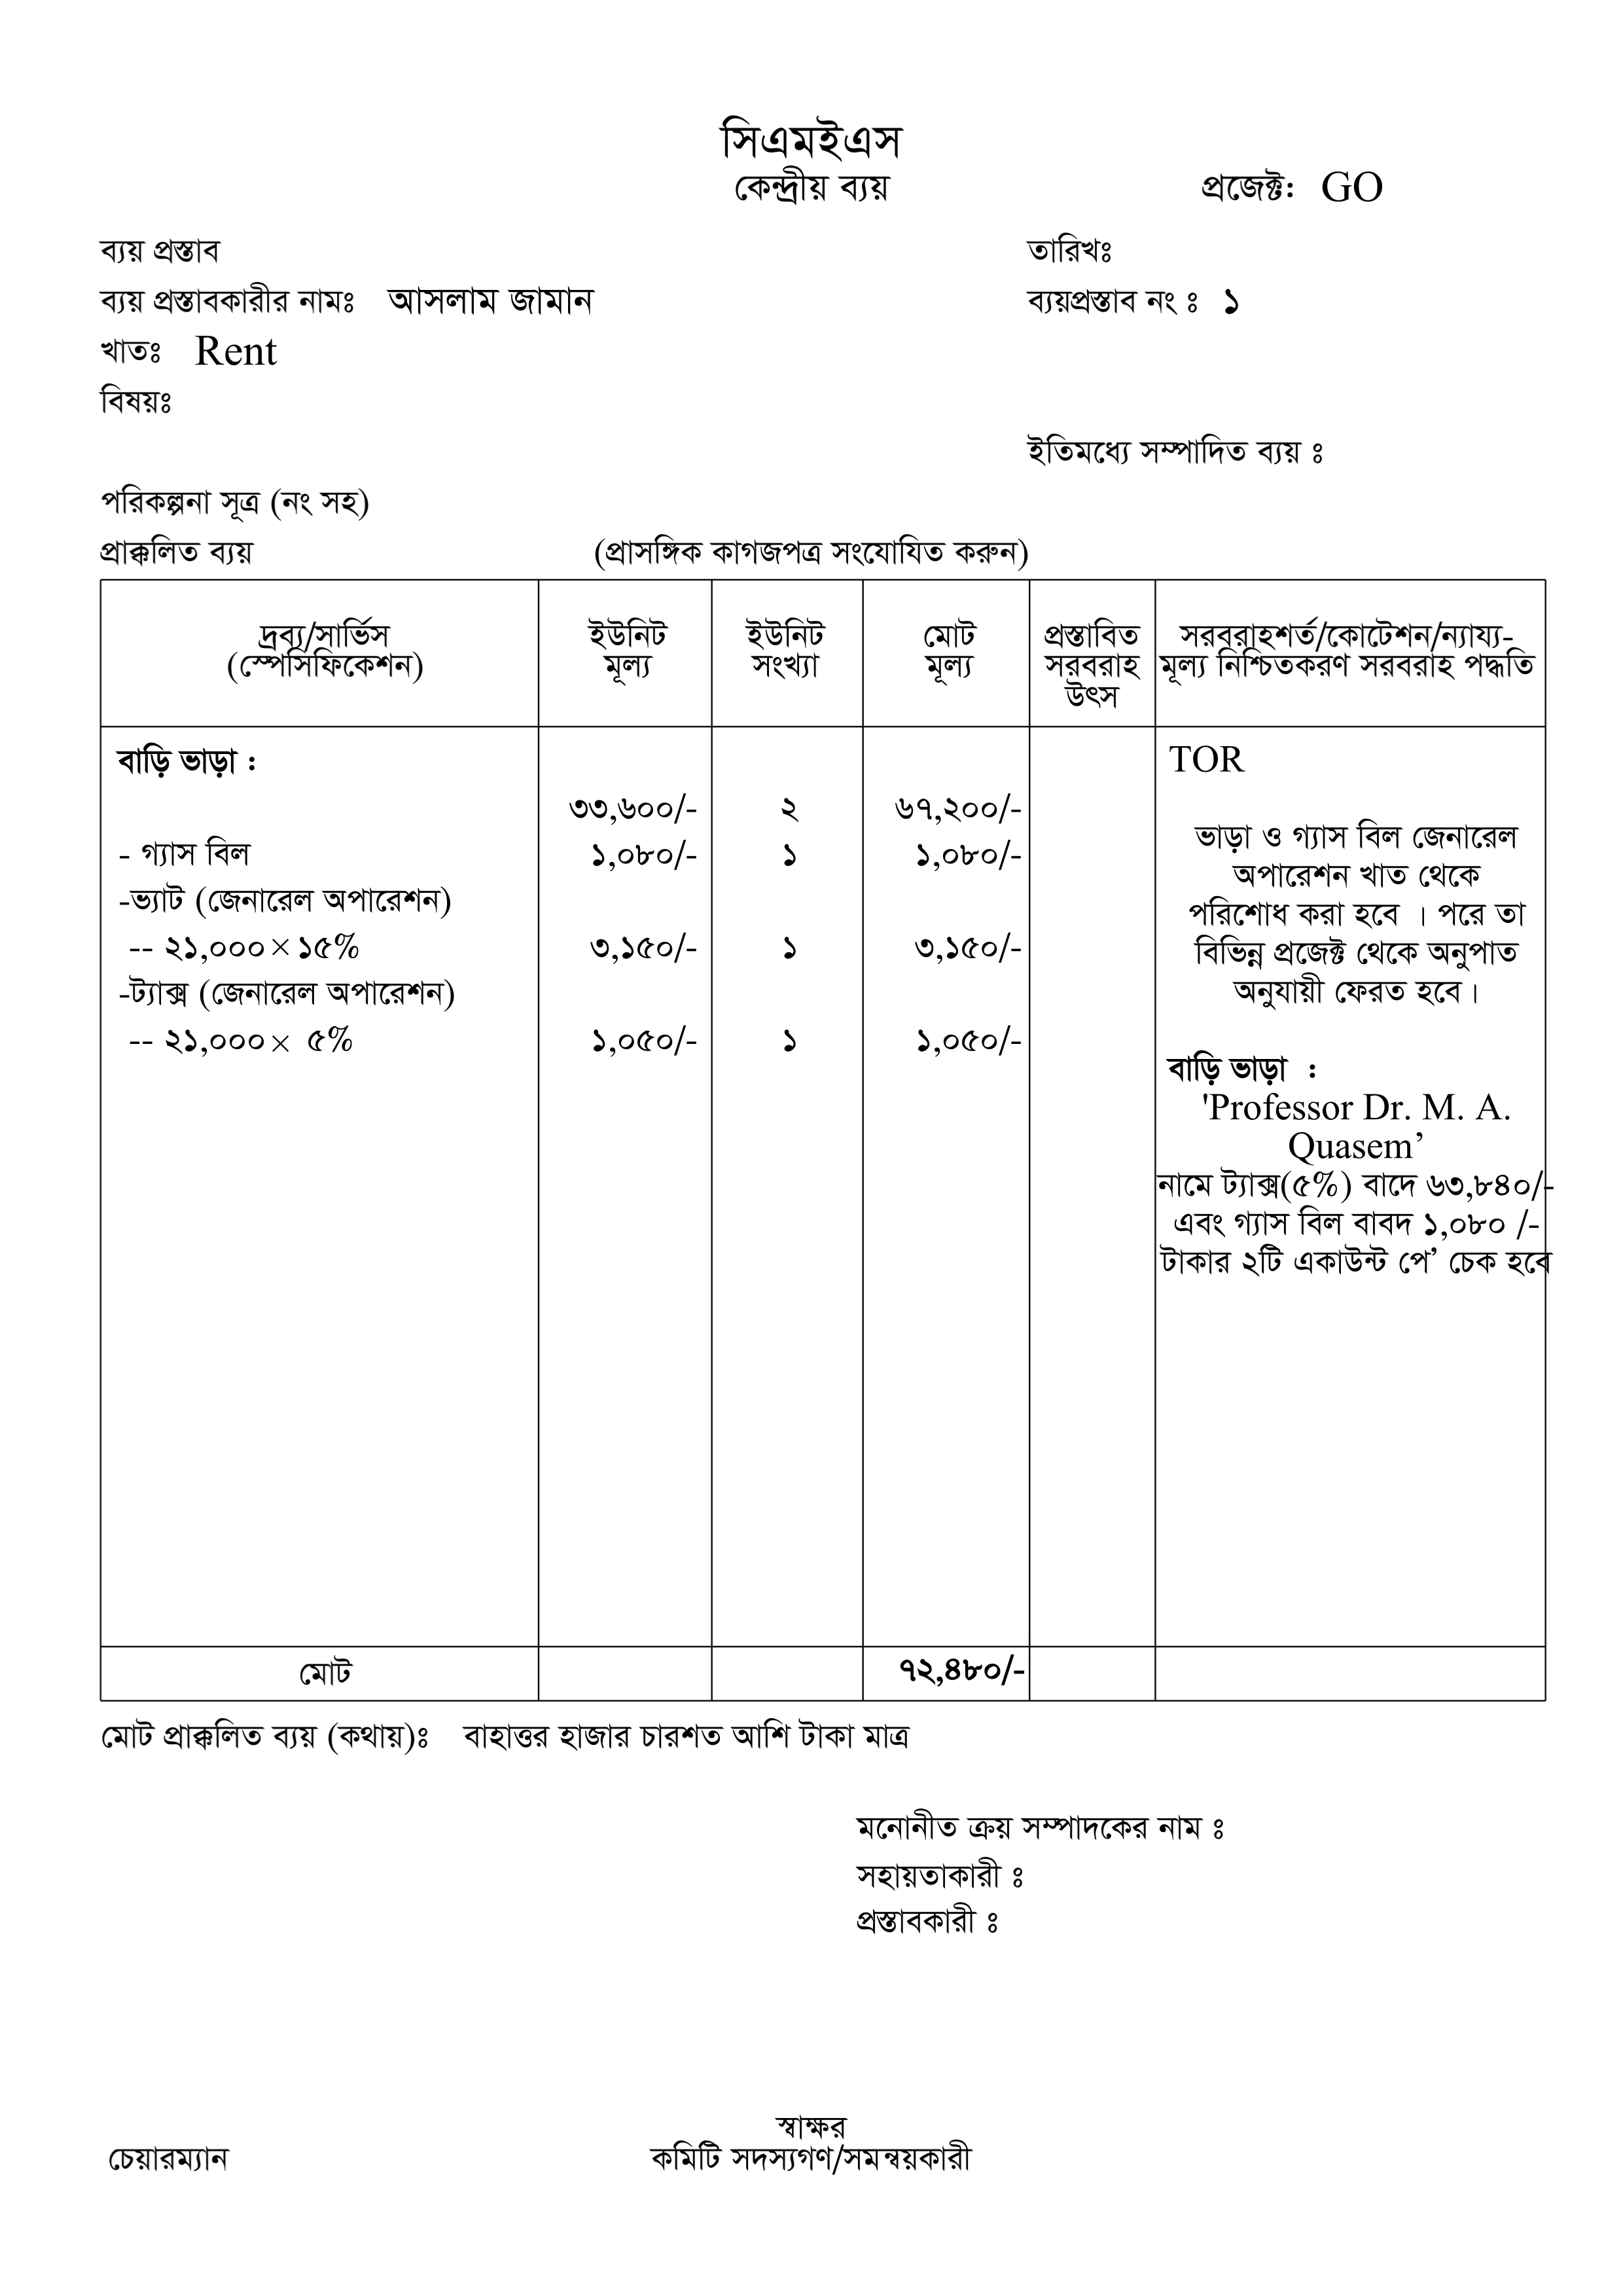 সিএমইএস
কেন্দ্রীয় ব্যয়
প্রজেক্ট: GO
ব্যয় প্রস্তাব
তারিখঃ
ব্যয় প্রস্তাবকারীর নামঃ আসলাম জামান
ব্যয়প্রস্তাব নং ঃ ১
খাতঃ Rent
বিষয়ঃ
ইতিমধ্যে সম্পাদিত ব্যয় ঃ
পরিকল্পনা সূত্র (নং সহ)
প্রাক্কলিত ব্যয় (প্রাসঙ্গিক কাগজপত্র সংযোযিত করুন)
দ্রব্য/সার্ভিস
(স্পেসিফিকেশন)
ইউনিট
মূল্য
ইউনিট
সংখ্যা
মোট
মূল্য
প্রস্তাবিত
সরবরাহ
উৎস
সরবরাহশর্ত/কোটেশন/ন্যায্য-
মূল্য নিশ্চিতকরণ সরবরাহ পদ্ধতি
বাড়ি ভাড়া :
৩৩,৬০০/- ২ ৬৭,২০০/-
- গ্যাস বিল ১,০৮০/- ১ ১,০৮০/-
-ভ্যাট (জেনারেল অপারেশন)
-- ২১,০০০×১৫% ৩,১৫০/- ১ ৩,১৫০/-
-ট্যাক্স (জেনারেল অপারেশন)
-- ২১,০০০× ৫% ১,০৫০/- ১ ১,০৫০/-
TOR
ভাড়া ও গ্যাস বিল জেনারেল
অপারেশন খাত থেকে
পরিশোধ করা হবে । পরে তা
বিভিন্ন প্রজেক্ট থেকে অনুপাত
অনুযায়ী ফেরত হবে।
বাড়ি ভাড়া :
'Professor Dr. M. A.
Quasem’
নামে ট্যাক্স(৫%) বাদে ৬৩,৮৪০/-
এবং গ্যাস বিল বাবদ ১,০৮০ /-
টাকার ২টি একাউন্ট পে’ চেক হবে
মোট ৭২,৪৮০/-
মোট প্রাক্কলিত ব্যয় (কথায়)ঃ বাহাত্তর হাজার চারশত আশি টাকা মাত্র
মনোনীত ক্রয় সম্পাদকের নাম ঃ
সহায়তাকারী ঃ
প্রস্তাবকারী ঃ
স্বাক্ষর
চেয়ারম্যান কমিটি সদস্যগণ/সমন্বয়কারী